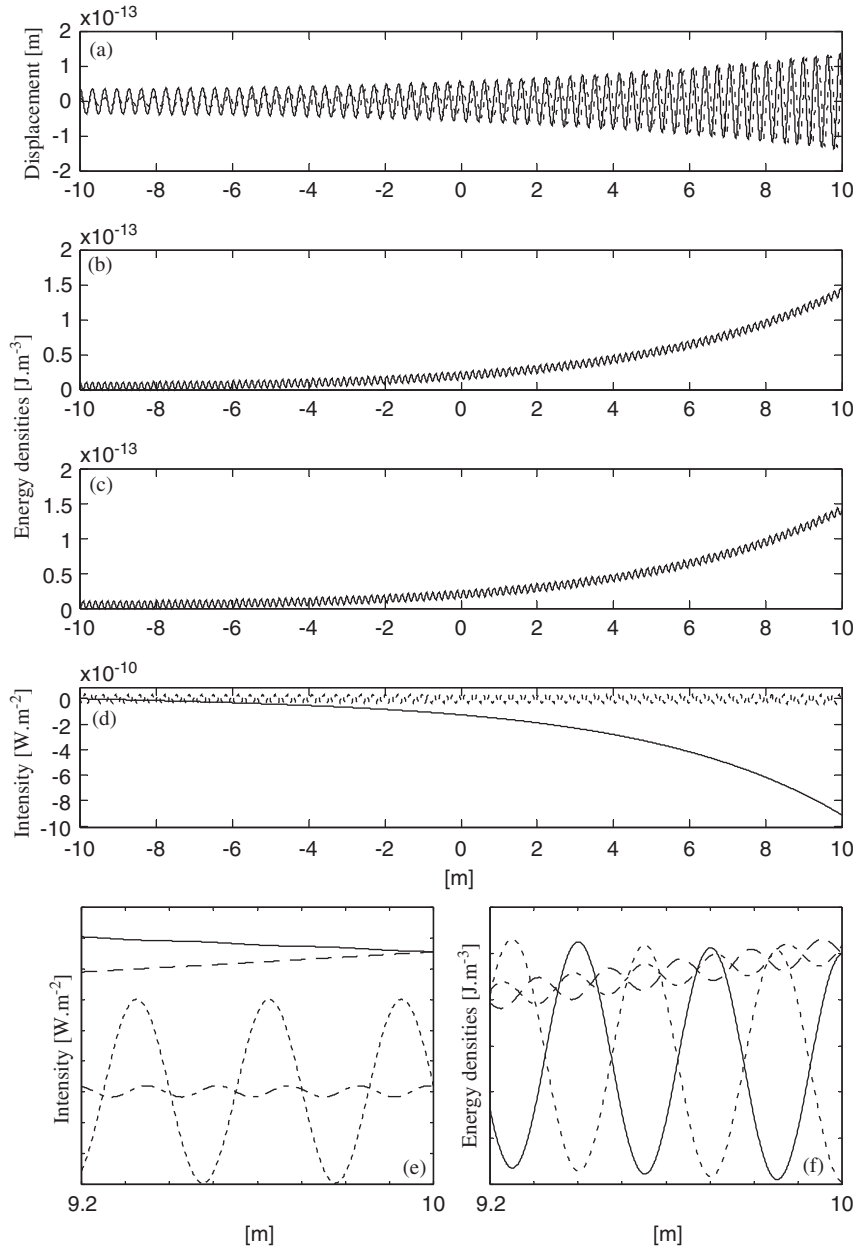 x10-13
(a)
Displacement [m]
2
1
0
-1
-2
-10 -8 -6 -4 -2 0 2 4 6 8 10
x10-13
(b)
2
1.5
1
0.5
0
-10 -8 -6 -4 -2 0 2 4 6 8 10
Energy densities [J.m-3]
x10-13
(c)
2
1.5
1
0.5
0
-10 -8 -6 -4 -2 0 2 4 6 8 10
x10-10
(d)
Intensity [W.m-2]
0
-2
-4
-6
-8
-10
-10 -8 -6 -4 -2 0 2 4 6 8 10
[m]
Intensity [W.m-2]
(e)
9.2 10
[m]
Energy densities [J.m-3]
(f)
9.2 10
[m]